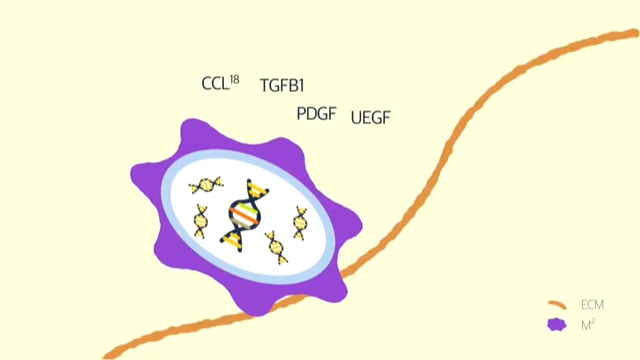 CCL¹⁸ TGFB1
PDGF UEGF
ECM
M²